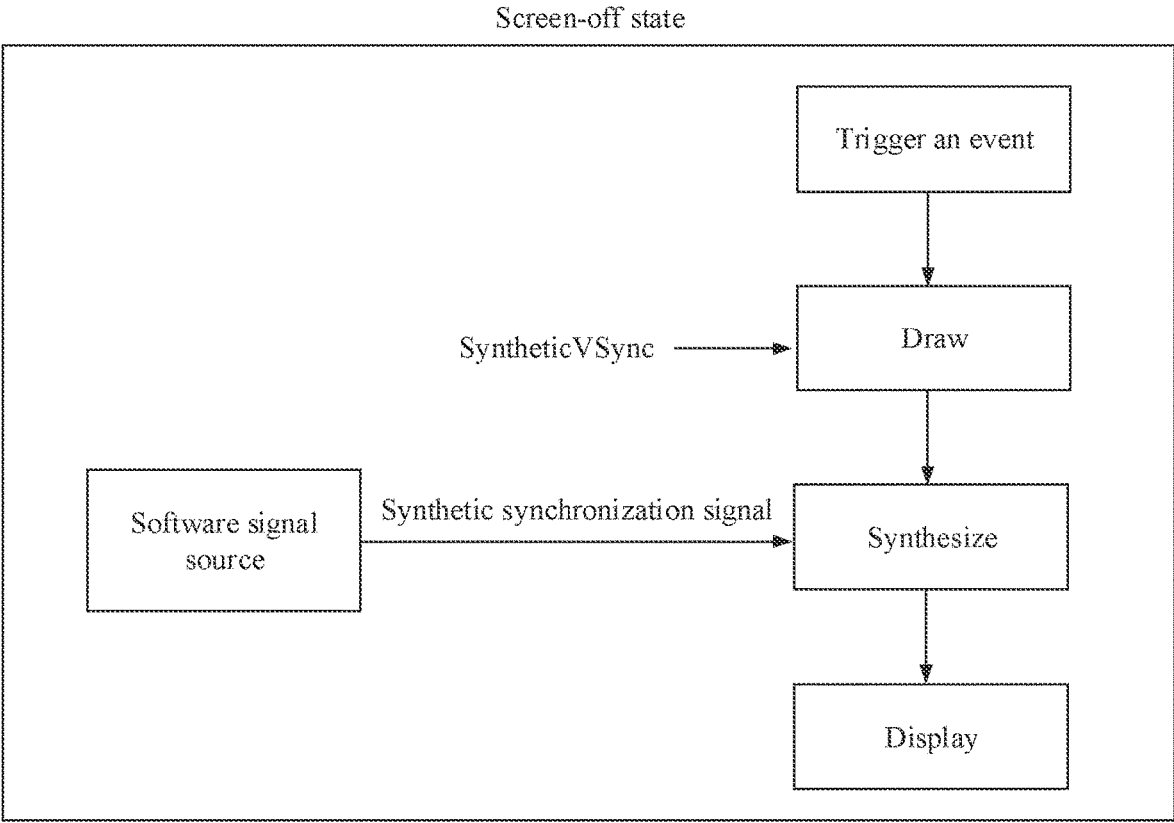 Screen-off state
Trigger an event
Draw
SyntheticVSync
Software signal
source
Synthetic synchronization signal
Synthesize
Display